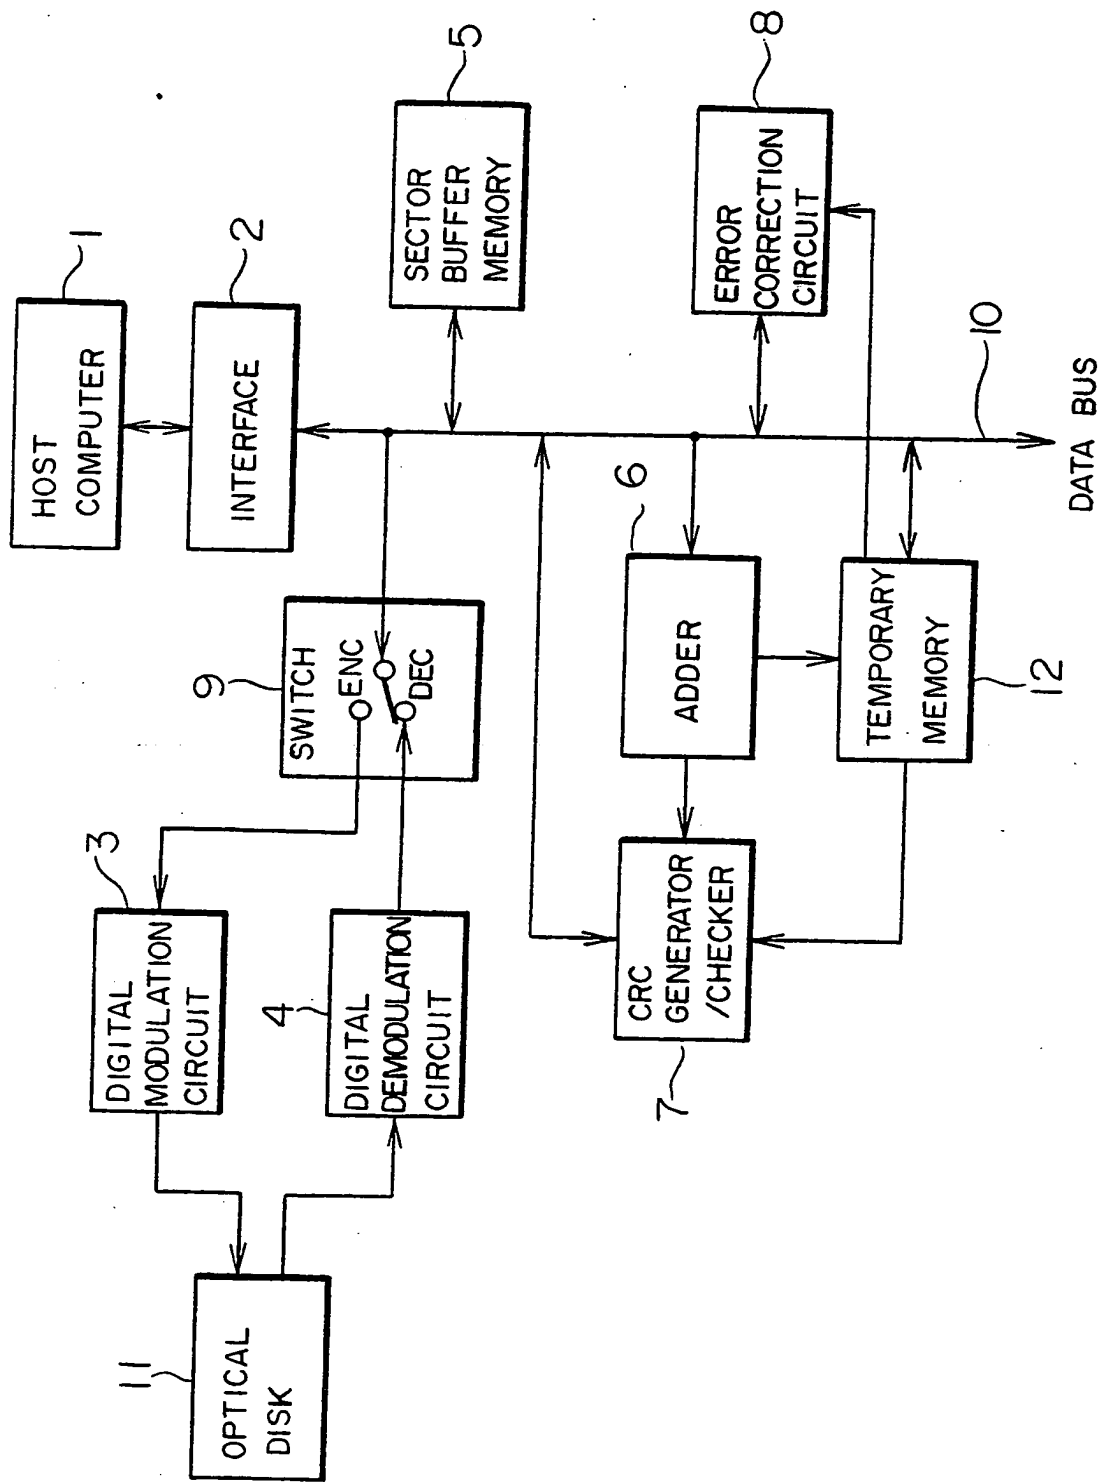 1
HOST
COMPUTER
2
INTERFACE
5
SECTOR
BUFFER
MEMORY
8
ERROR
CORRECTION
CIRCUIT
10
DATA BUS
9
SWITCH
ENC
DEC
6
ADDER
TEMPORARY
MEMORY
12
3
DIGITAL
MODULATION
CIRCUIT
4
DIGITAL
DEMODULATION
CIRCUIT
CRC
GENERATOR
/CHECKER
7
11
OPTICAL
DISK